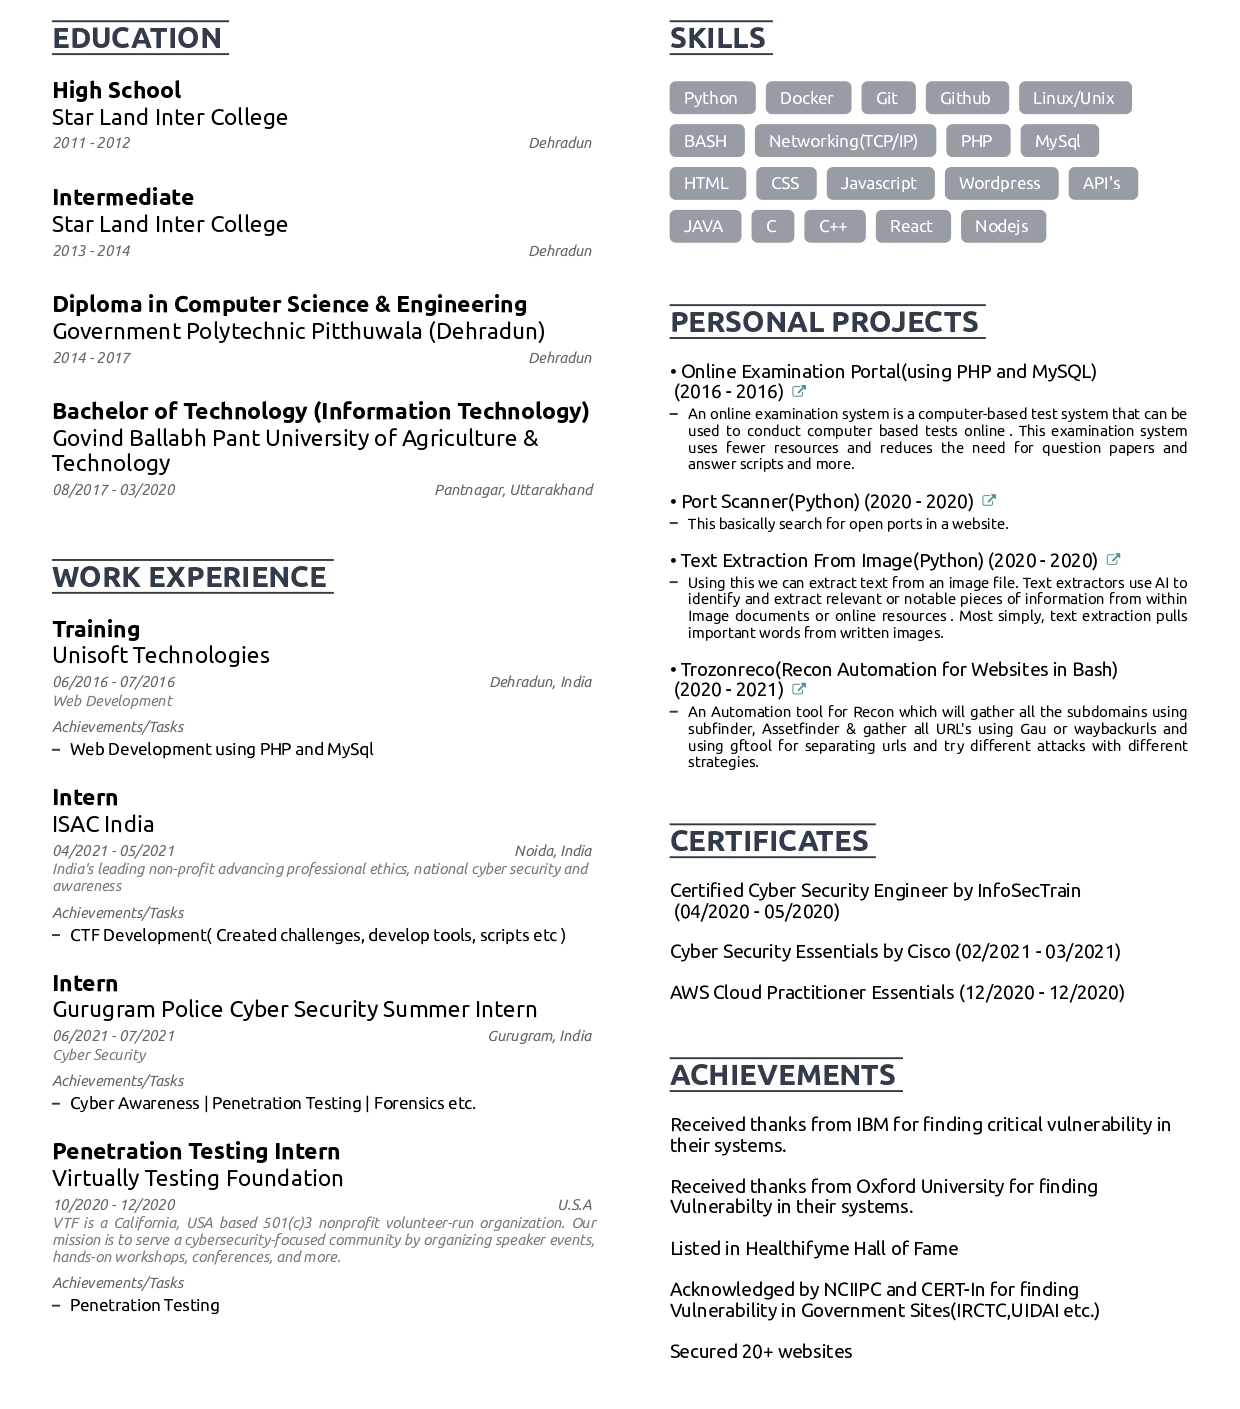 EDUCATION
High School
Star Land Inter College
2011 - 2012 Dehradun
Intermediate
Star Land Inter College
2013 - 2014 Dehradun
Diploma in Computer Science & Engineering
Government Polytechnic Pitthuwala (Dehradun)
2014 - 2017 Dehradun
Bachelor of Technology (Information Technology)
Govind Ballabh Pant University of Agriculture &
Technology
08/2017 - 03/2020 Pantnagar, Uttarakhand
WORK EXPERIENCE
Training
Unisoft Technologies
06/2016 - 07/2016 Dehradun, India
Web Development
Achievements/Tasks
– Web Development using PHP and MySql
Intern
ISAC India
04/2021 - 05/2021 Noida, India
India's leading non-profit advancing professional ethics, national cyber security and
awareness
Achievements/Tasks
– CTF Development( Created challenges, develop tools, scripts etc )
Intern
Gurugram Police Cyber Security Summer Intern
06/2021 - 07/2021 Gurugram, India
Cyber Security
Achievements/Tasks
– Cyber Awareness | Penetration Testing | Forensics etc.
Penetration Testing Intern
Virtually Testing Foundation
10/2020 - 12/2020 U.S.A
VTF is a California, USA based 501(c)3 nonprofit volunteer-run organization. Our
mission is to serve a cybersecurity-focused community by organizing speaker events,
hands-on workshops, conferences, and more.
Achievements/Tasks
– Penetration Testing
SKILLS
Python Docker Git Github Linux/Unix
BASH Networking(TCP/IP) PHP MySql
HTML CSS Javascript Wordpress API's
JAVA C C++ React Nodejs
PERSONAL PROJECTS
• Online Examination Portal(using PHP and MySQL)
(2016 - 2016)
– An online examination system is a computer-based test system that can be
used to conduct computer based tests online . This examination system
uses fewer resources and reduces the need for question papers and
answer scripts and more.
• Port Scanner(Python) (2020 - 2020)
– This basically search for open ports in a website.
• Text Extraction From Image(Python) (2020 - 2020)
– Using this we can extract text from an image file. Text extractors use AI to
identify and extract relevant or notable pieces of information from within
Image documents or online resources . Most simply, text extraction pulls
important words from written images.
• Trozonreco(Recon Automation for Websites in Bash)
(2020 - 2021)
– An Automation tool for Recon which will gather all the subdomains using
subfinder, Assetfinder & gather all URL's using Gau or waybackurls and
using gftool for separating urls and try different attacks with different
strategies.
CERTIFICATES
Certified Cyber Security Engineer by InfoSecTrain
(04/2020 - 05/2020)
Cyber Security Essentials by Cisco (02/2021 - 03/2021)
AWS Cloud Practitioner Essentials (12/2020 - 12/2020)
ACHIEVEMENTS
Received thanks from IBM for finding critical vulnerability in
their systems.
Received thanks from Oxford University for finding
Vulnerabilty in their systems.
Listed in Healthifyme Hall of Fame
Acknowledged by NCIIPC and CERT-In for finding
Vulnerability in Government Sites(IRCTC,UIDAI etc.)
Secured 20+ websites